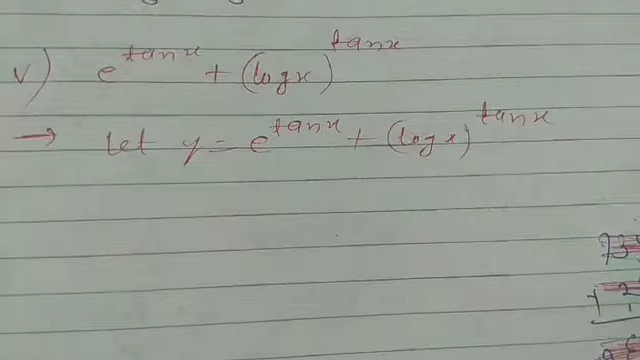 v) e^tanx + (logx)^tanx
→ Let y = e^tanx + (logx)^tanx